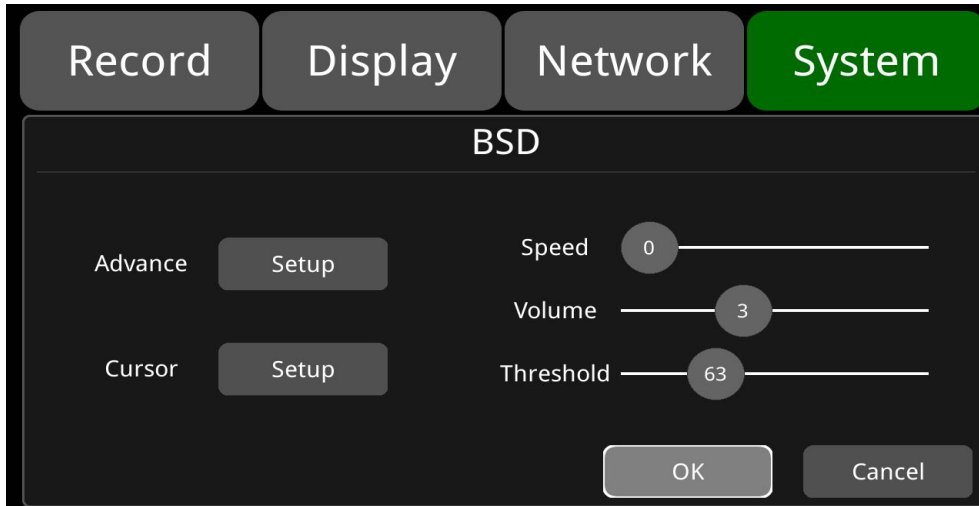 Record Display Network System
BSD
Advance Setup
Cursor Setup
Speed 0
Volume 3
Threshold 63
OK Cancel